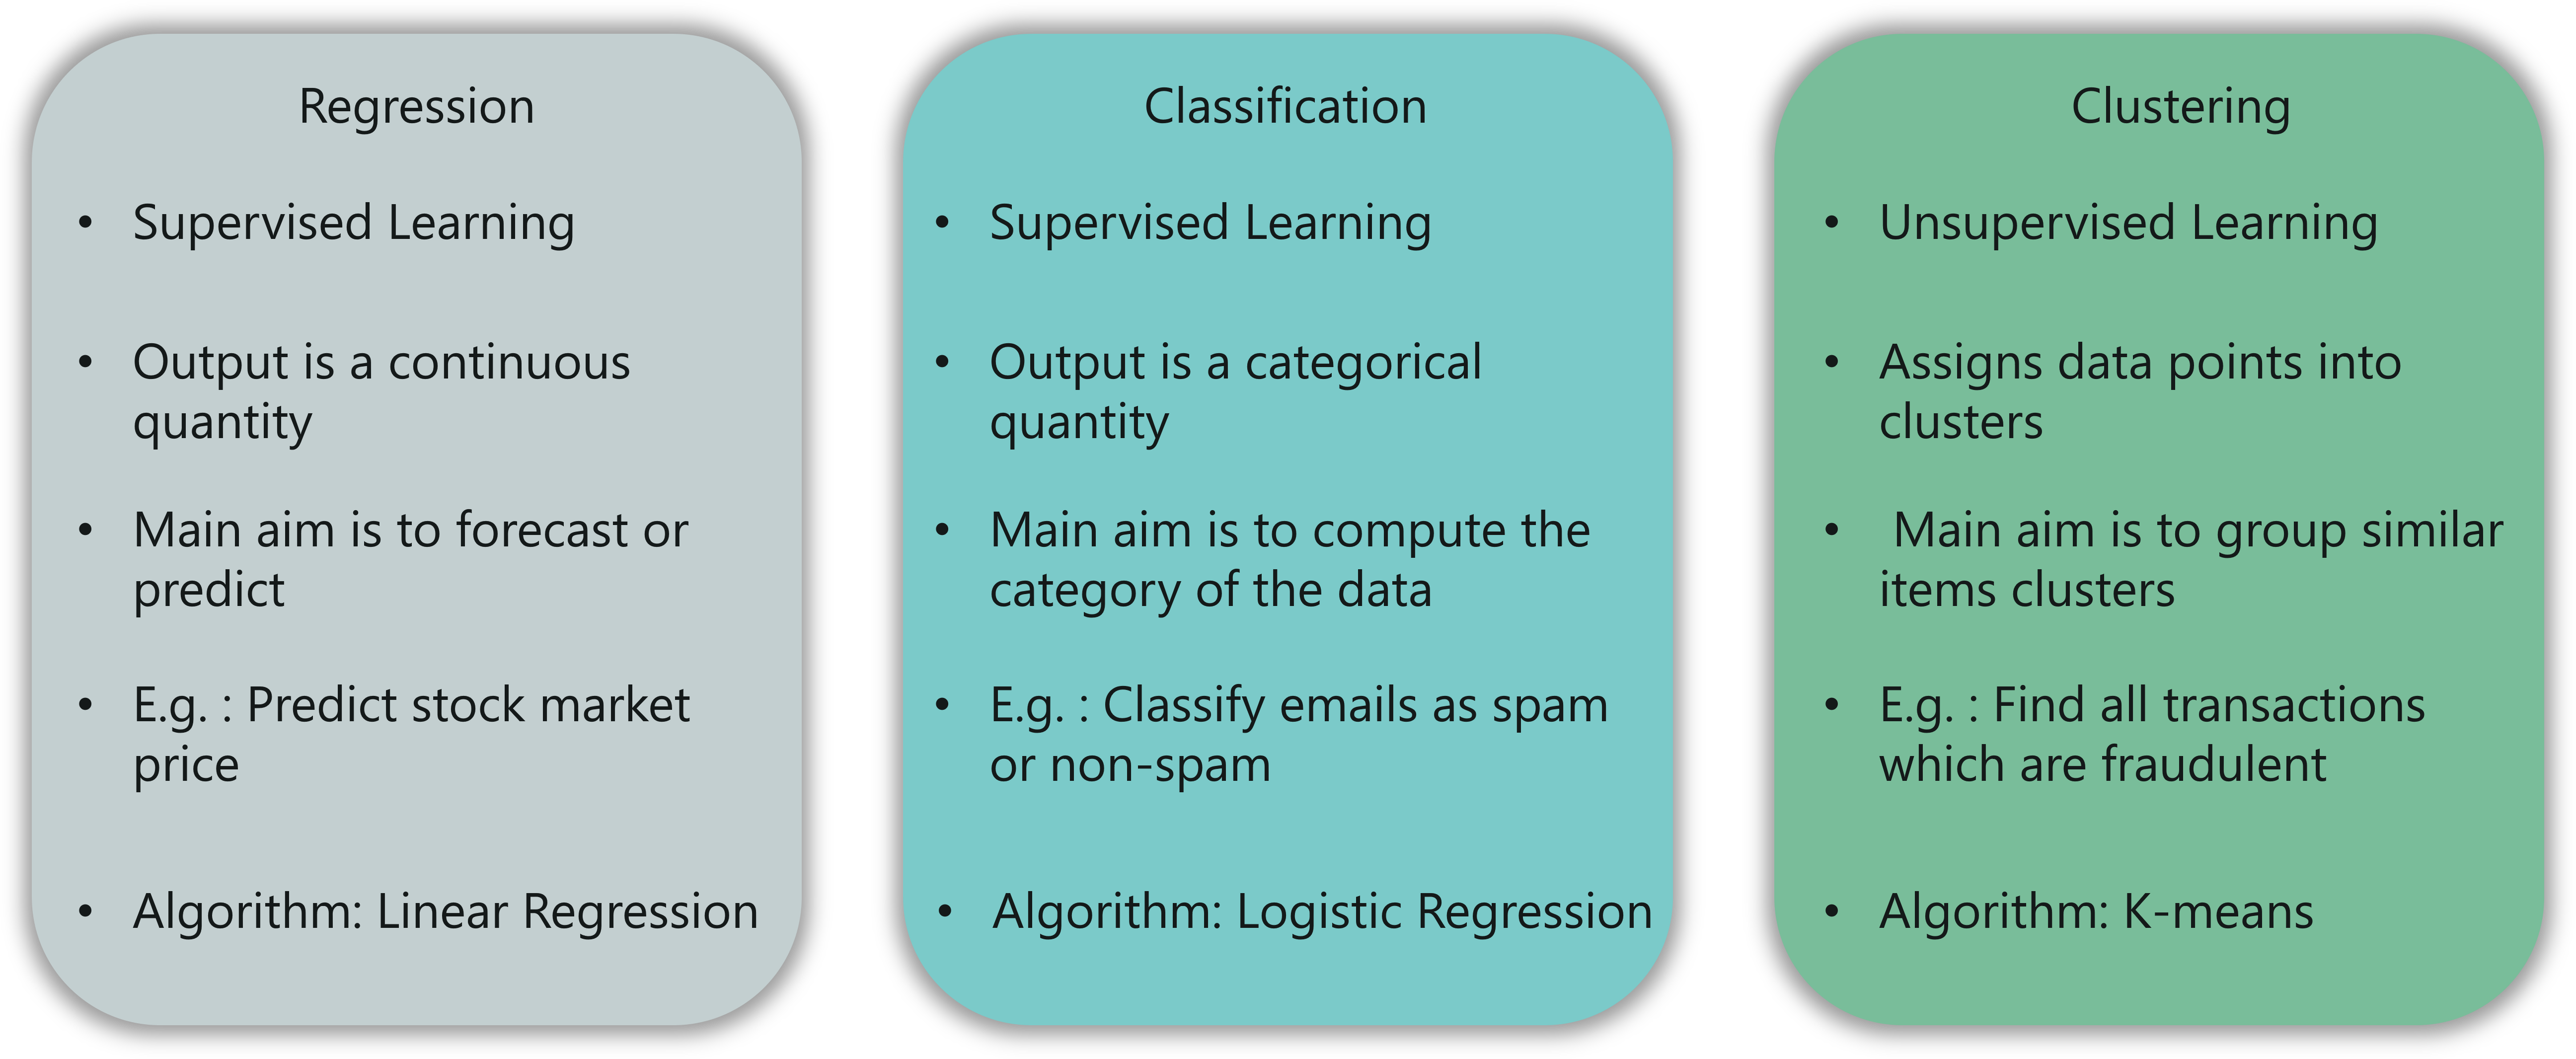 Regression
• Supervised Learning
• Output is a continuous
quantity
• Main aim is to forecast or
predict
• E.g. : Predict stock market
price
• Algorithm: Linear Regression
Classification
• Supervised Learning
• Output is a categorical
quantity
• Main aim is to compute the
category of the data
• E.g. : Classify emails as spam
or non-spam
• Algorithm: Logistic Regression
Clustering
• Unsupervised Learning
• Assigns data points into
clusters
• Main aim is to group similar
items clusters
• E.g. : Find all transactions
which are fraudulent
• Algorithm: K-means